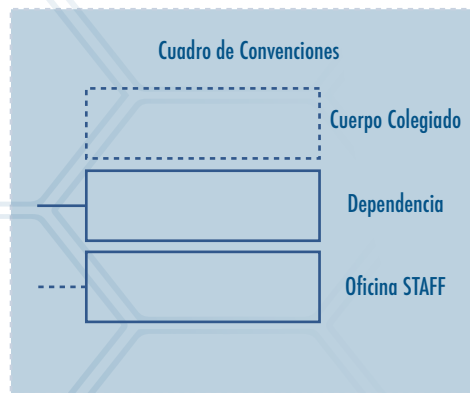 Cuadro de Convenciones
Cuerpo Colegiado
Dependencia
Oficina STAFF